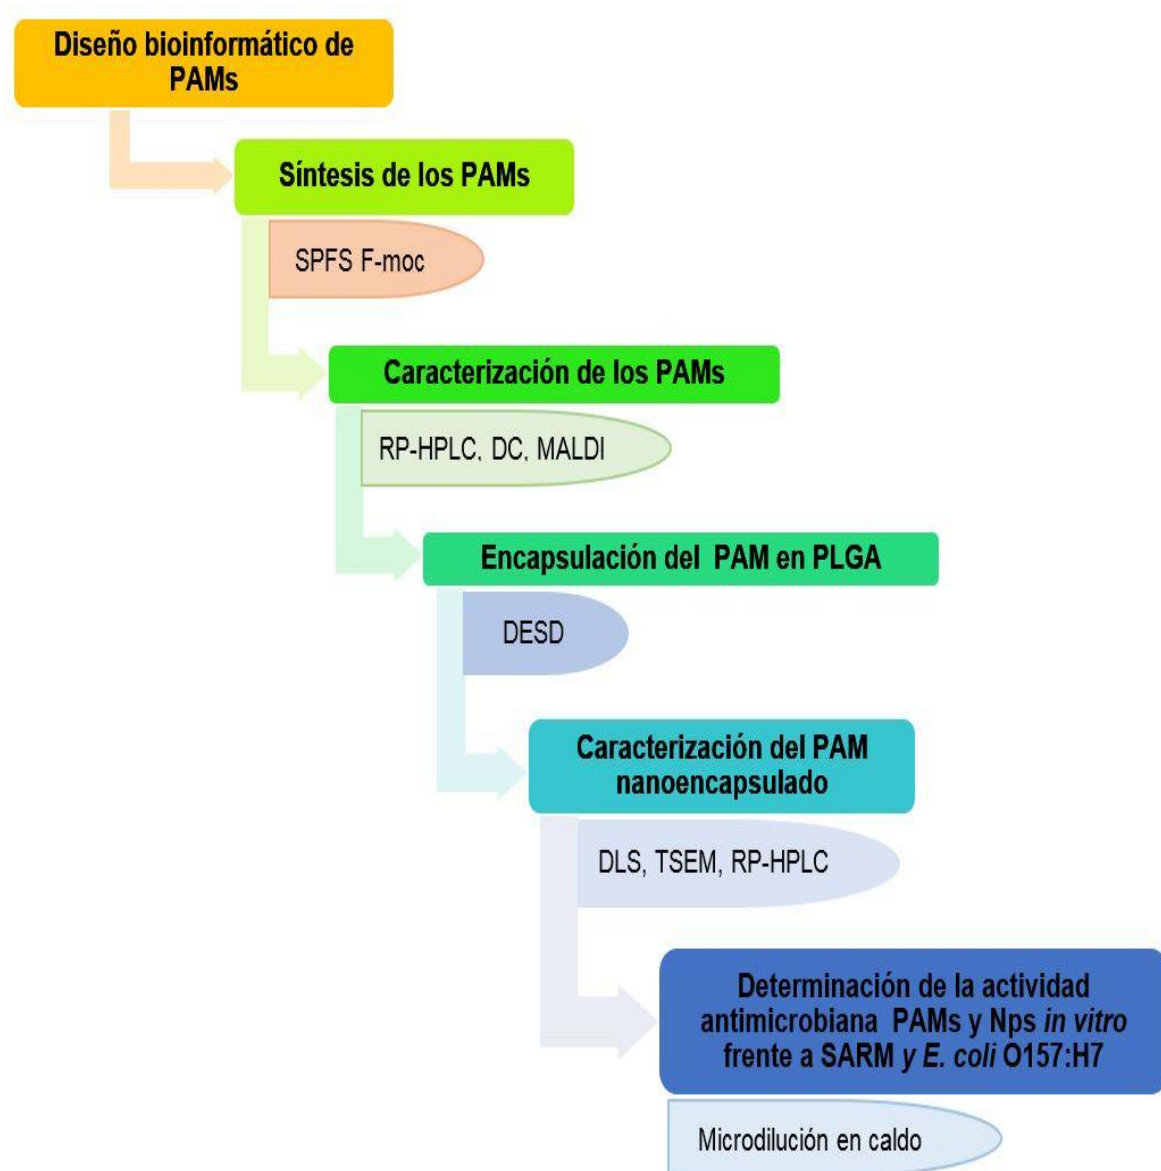 Diseño bioinformático de
PAMs
Síntesis de los PAMs
SPFS F-moc
Caracterización de los PAMs
RP-HPLC, DC, MALDI
Encapsulación del PAM en PLGA
DESD
Caracterización del PAM
nanoencapsulado
DLS, TSEM, RP-HPLC
Determinación de la actividad
antimicrobiana PAMs y Nps in vitro
frente a SARM y E. coli O157:H7
Microdilución en caldo